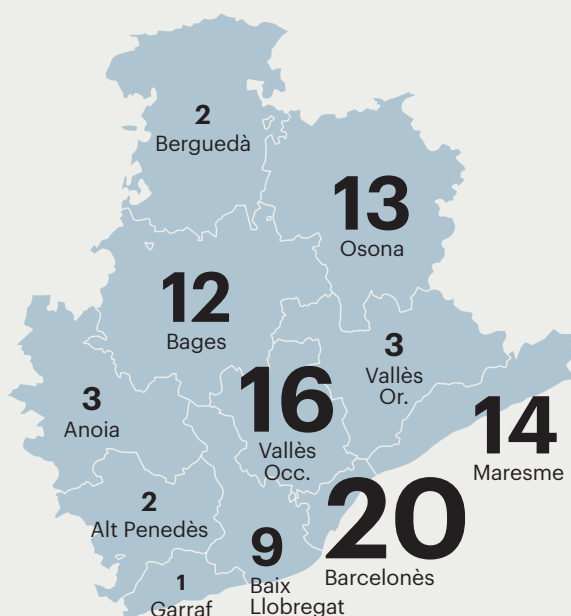 2
Berguedà
13
Osona
12
Bages
3
Vallès
Or.
16
Vallès
Occ.
3
Anoia
14
Maresme
2
Alt Penedès
20
Barcelonès
9
Baix
Llobregat
1
Garraf